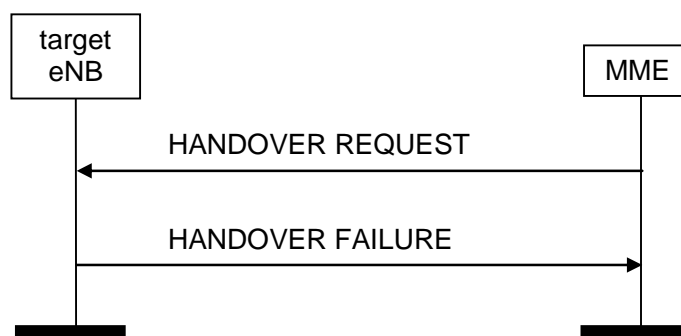 target
eNB
MME
HANDOVER REQUEST
HANDOVER FAILURE